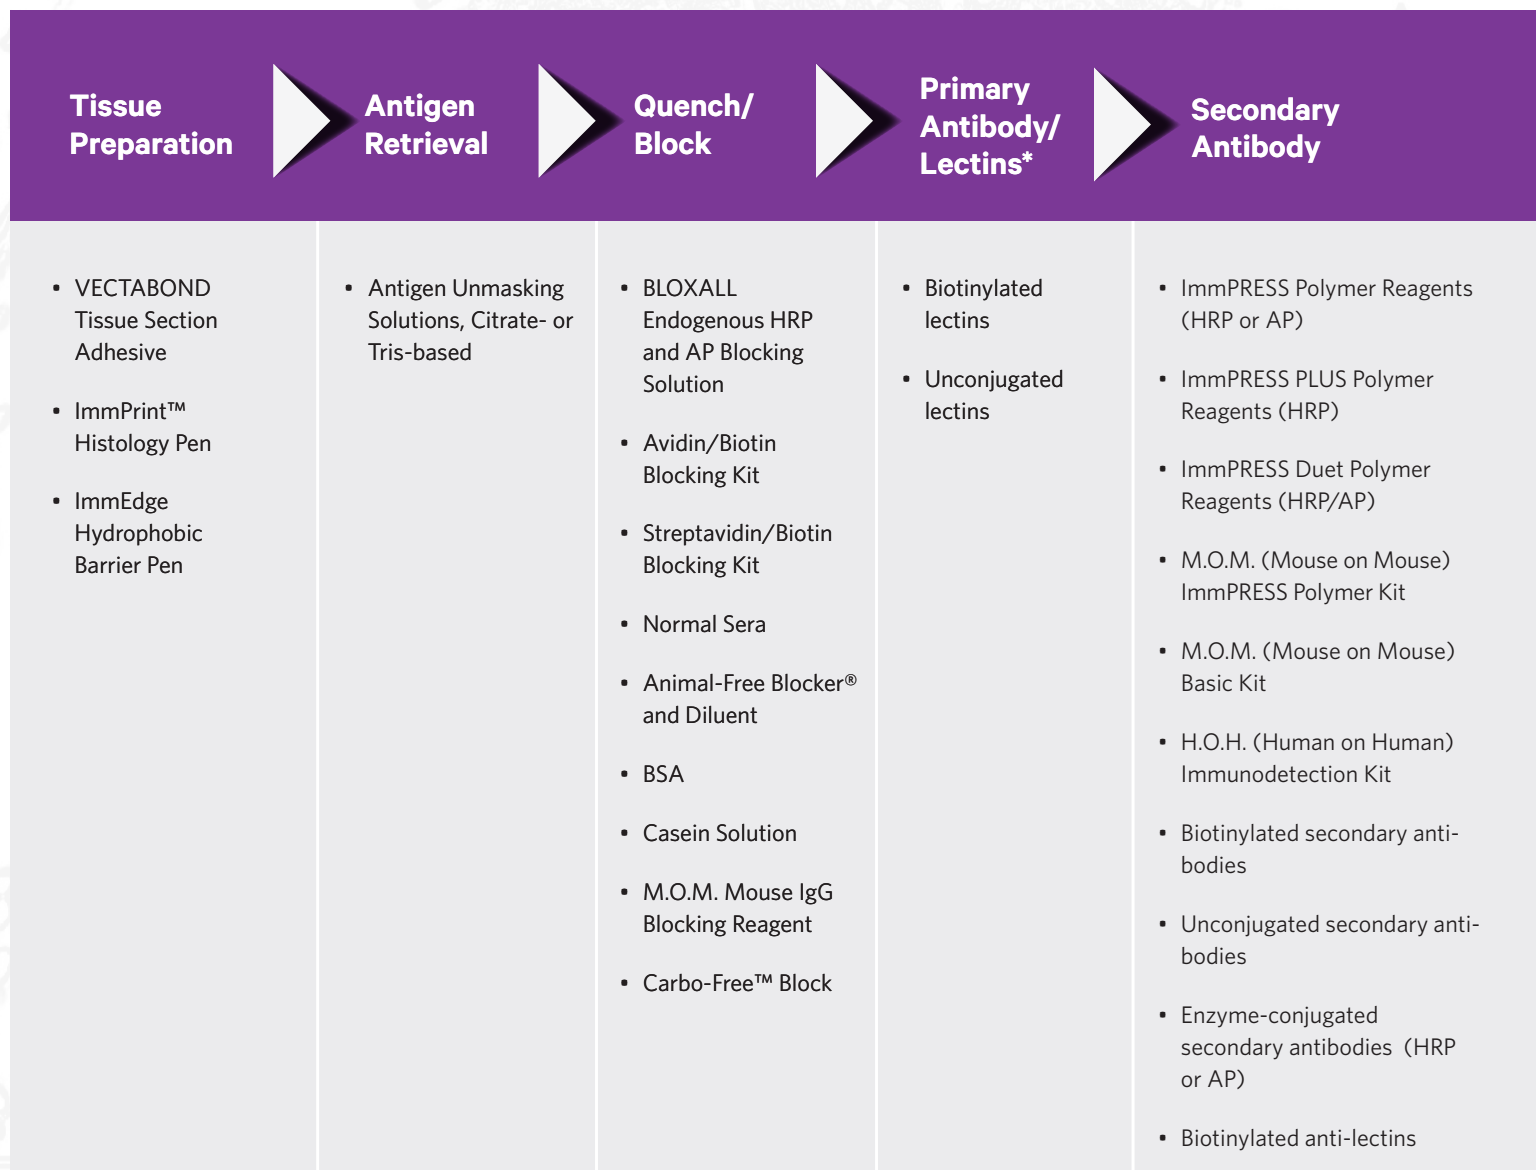 Tissue
Preparation
Antigen
Retrieval
Quench/
Block
Primary
Antibody/
Lectins*
Secondary
Antibody
• VECTABOND
Tissue Section
Adhesive
• ImmPrint™
Histology Pen
• ImmEdge
Hydrophobic
Barrier Pen
• Antigen Unmasking
Solutions, Citrate- or
Tris-based
• BLOXALL
Endogenous HRP
and AP Blocking
Solution
• Avidin/Biotin
Blocking Kit
• Streptavidin/Biotin
Blocking Kit
• Normal Sera
• Animal-Free Blocker®
and Diluent
• BSA
• Casein Solution
• M.O.M. Mouse IgG
Blocking Reagent
• Carbo-Free™ Block
• Biotinylated
lectins
• Unconjugated
lectins
• ImmPRESS Polymer Reagents
(HRP or AP)
• ImmPRESS PLUS Polymer
Reagents (HRP)
• ImmPRESS Duet Polymer
Reagents (HRP/AP)
• M.O.M. (Mouse on Mouse)
ImmPRESS Polymer Kit
• M.O.M. (Mouse on Mouse)
Basic Kit
• H.O.H. (Human on Human)
Immunodetection Kit
• Biotinylated secondary anti-
bodies
• Unconjugated secondary anti-
bodies
• Enzyme-conjugated
secondary antibodies (HRP
or AP)
• Biotinylated anti-lectins